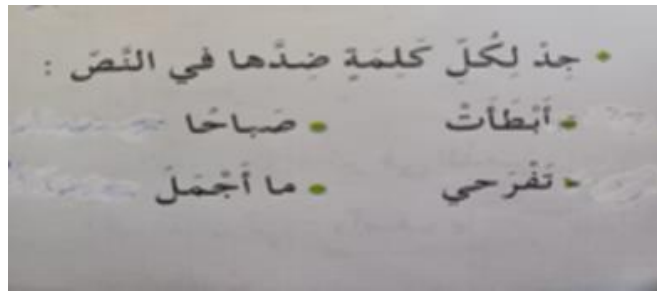 • جِدْ لِكُلِّ كَلِمَةٍ ضِدَّها في النَّصّ :
• أَبْطَأَتْ • صَباحًا
• تَفْرَحي • ما أَجْمَلَ